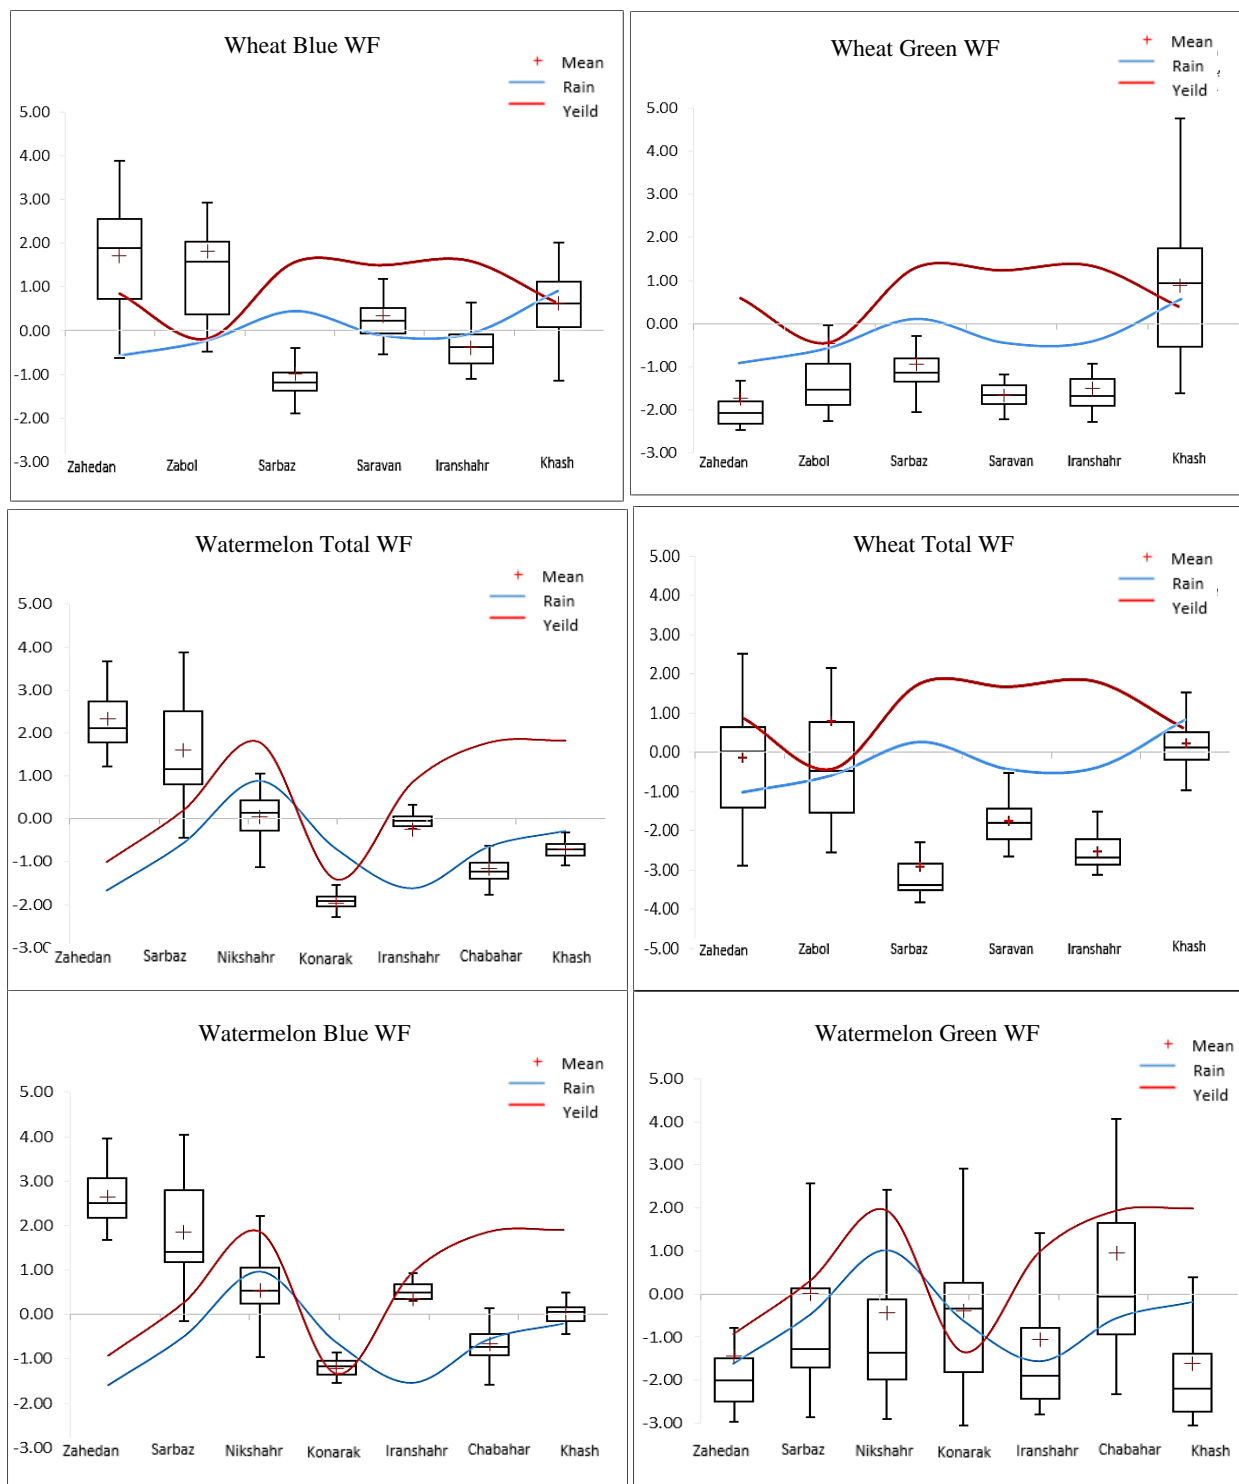 Wheat Blue WF
Mean
Rain
Yeild
5.00
4.00
3.00
2.00
1.00
0.00
-1.00
-2.00
-3.00
Zahedan Zabol Sarbaz Saravan Iranshahr Khash
Wheat Green WF
Mean
Rain
Yeild
5.00
4.00
3.00
2.00
1.00
0.00
-1.00
-2.00
-3.00
Zahedan Zabol Sarbaz Saravan Iranshahr Khash
Watermelon Total WF
Mean
Rain
Yeild
5.00
4.00
3.00
2.00
1.00
0.00
-1.00
-2.00
-3.00
Zahedan Sarbaz Nikshahr Konarak Iranshahr Chabahar Khash
Wheat Total WF
Mean
Rain
Yeild
5.00
4.00
3.00
2.00
1.00
0.00
-1.00
-2.00
-3.00
-4.00
-5.00
Zahedan Zabol Sarbaz Saravan Iranshahr Khash
Watermelon Blue WF
Mean
Rain
Yeild
5.00
4.00
3.00
2.00
1.00
0.00
-1.00
-2.00
-3.00
Zahedan Sarbaz Nikshahr Konarak Iranshahr Chabahar Khash
Watermelon Green WF
Mean
Rain
Yeild
5.00
4.00
3.00
2.00
1.00
0.00
-1.00
-2.00
-3.00
Zahedan Sarbaz Nikshahr Konarak Iranshahr Chabahar Khash